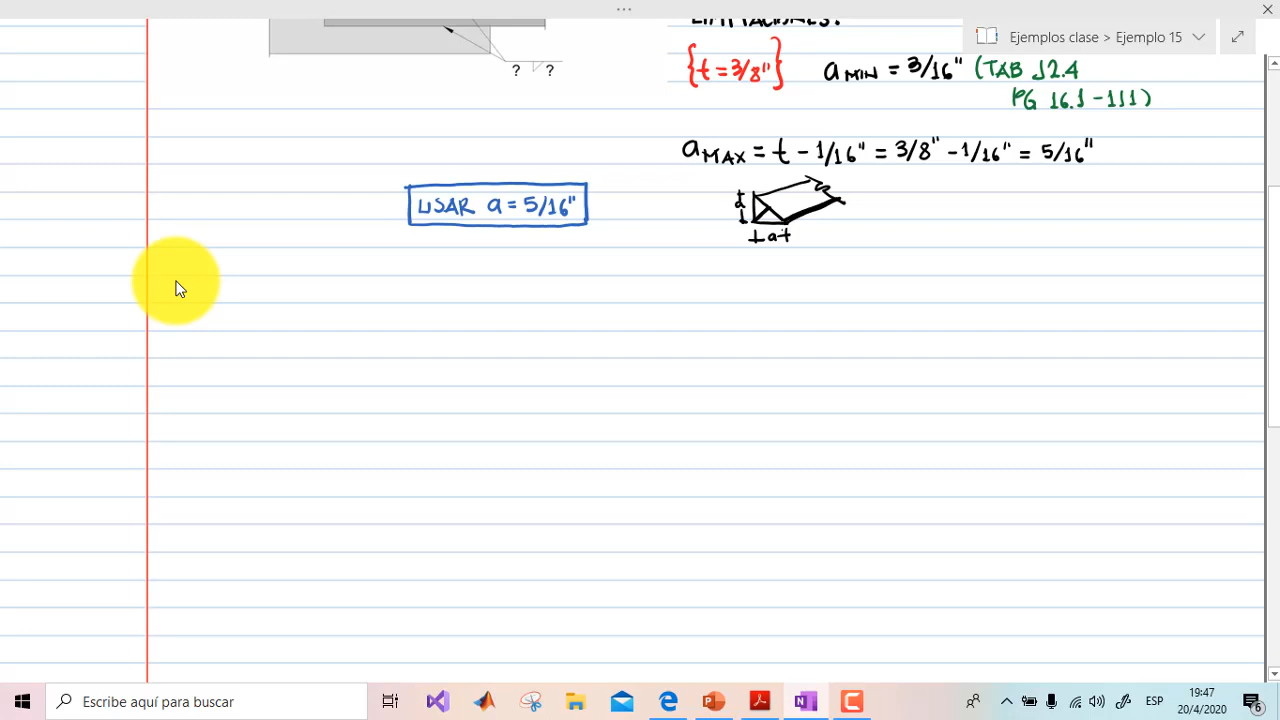 LIMITACIONES:
Ejemplos clase > Ejemplo 15
{t = 3/8"}
a MIN = 3/16" (TAB J2.4
PG 16.1-111)
a MAX = t - 1/16" = 3/8" - 1/16" = 5/16"
USAR a = 5/16"
a
a
? ?
Escribe aquí para buscar
ESP
19:47
20/4/2020
6